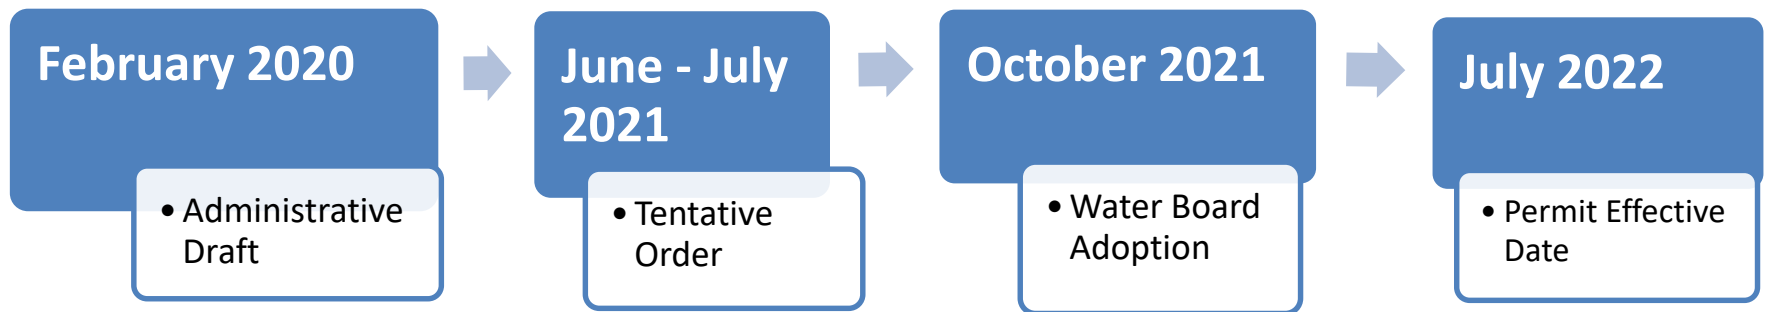 February 2020
• Administrative
Draft
June - July
2021
• Tentative
Order
October 2021
• Water Board
Adoption
July 2022
• Permit Effective
Date